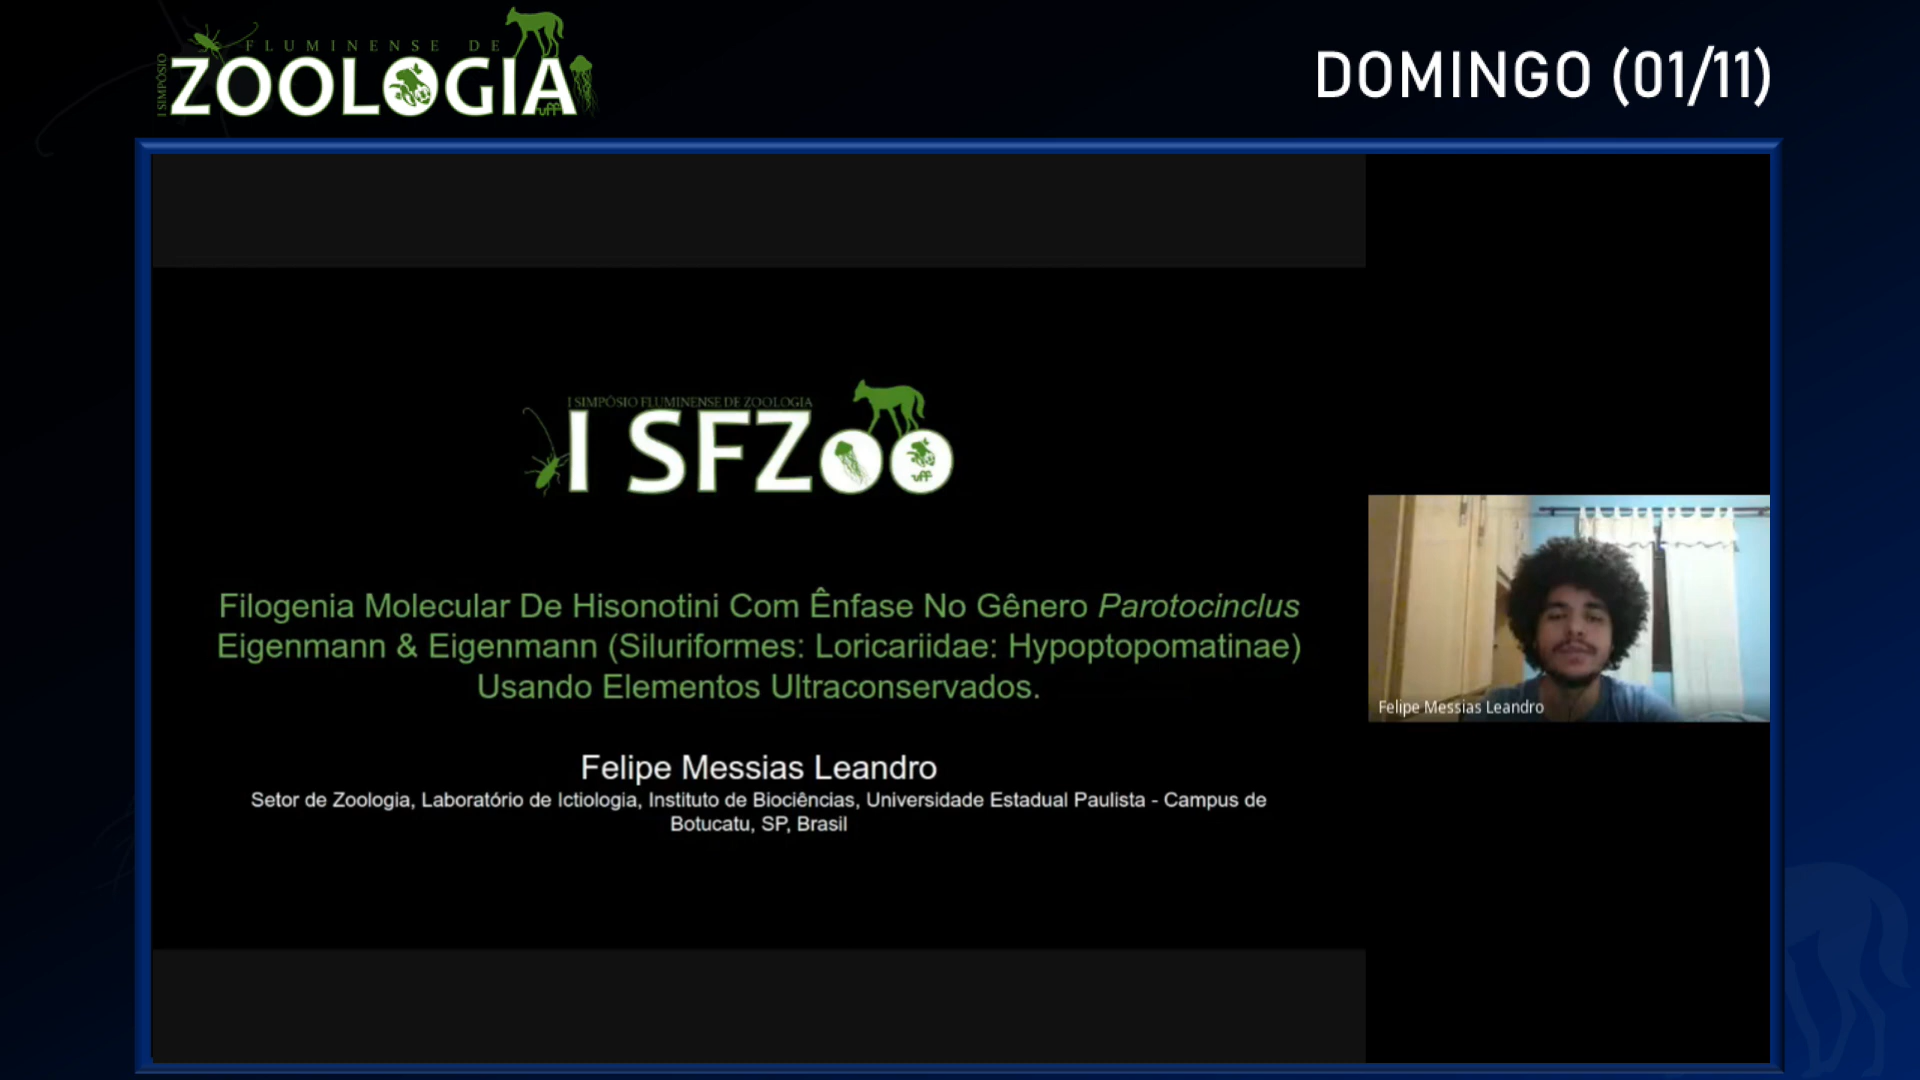 I SIMPÓSIO
FLUMINENSE DE
ZOOLOGIA
uff
DOMINGO (01/11)
I SIMPÓSIO FLUMINENSE DE ZOOLOGIA
I SFZoo
uff
Filogenia Molecular De Hisonotini Com Ênfase No Gênero Parotocinclus
Eigenmann & Eigenmann (Siluriformes: Loricariidae: Hypoptopomatinae)
Usando Elementos Ultraconservados.
Felipe Messias Leandro
Setor de Zoologia, Laboratório de Ictiologia, Instituto de Biociências, Universidade Estadual Paulista - Campus de
Botucatu, SP, Brasil
Felipe Messias Leandro